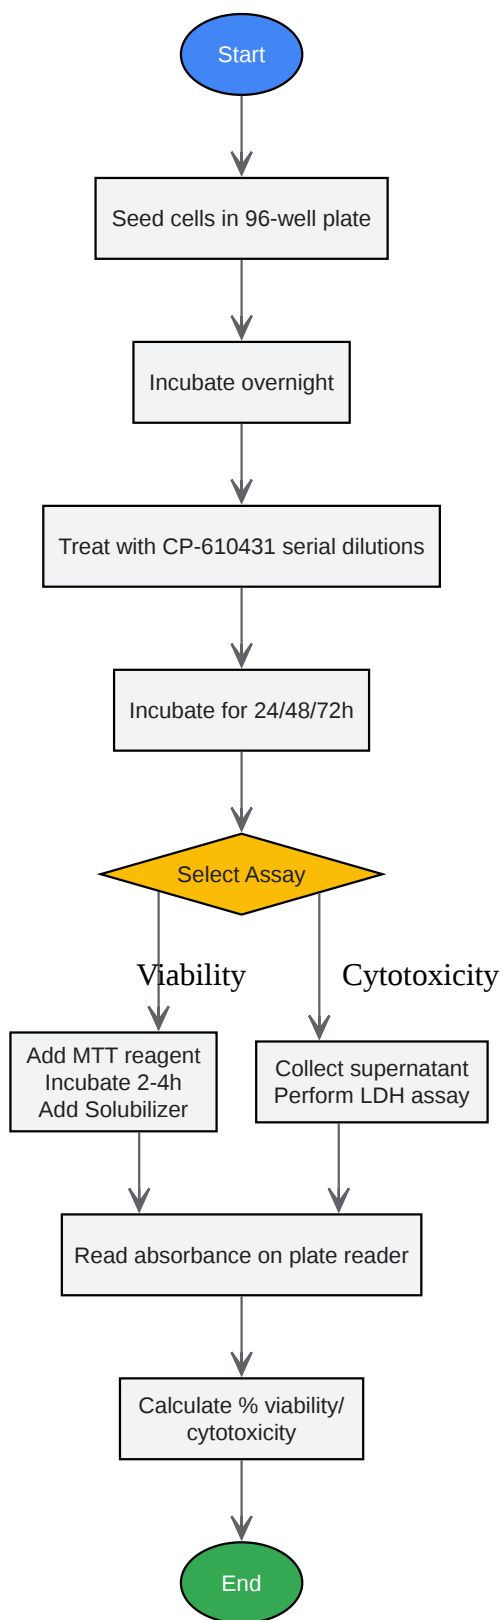 Start
Seed cells in 96-well plate
Incubate overnight
Treat with CP-610431 serial dilutions
Incubate for 24/48/72h
Select Assay
Viability
Cytotoxicity
Add MTT reagent
Incubate 2-4h
Add Solubilizer
Collect supernatant
Perform LDH assay
Read absorbance on plate reader
Calculate % viability/
cytotoxicity
End